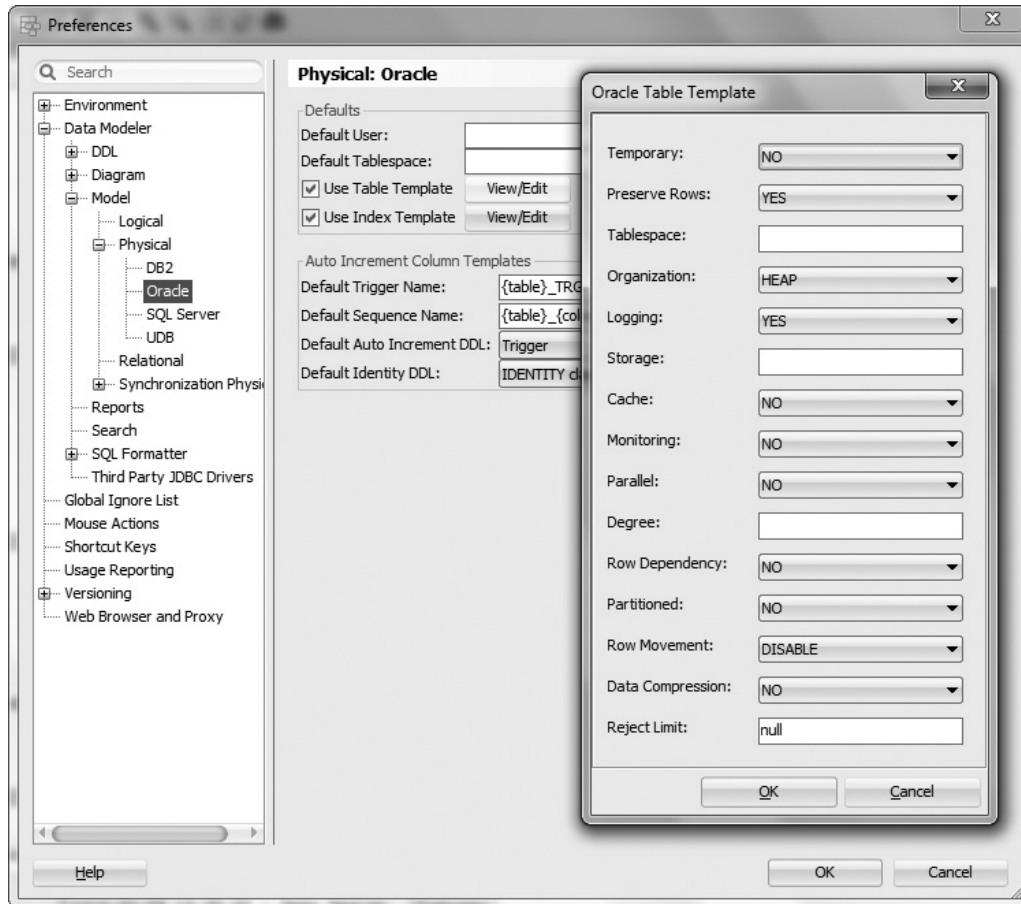 Preferences
Search
Environment
Data Modeler
DDL
Diagram
Model
Logical
Physical
DB2
Oracle
SQL Server
UDB
Relational
Synchronization Physi
Reports
Search
SQL Formatter
Third Party JDBC Drivers
Global Ignore List
Mouse Actions
Shortcut Keys
Usage Reporting
Versioning
Web Browser and Proxy
Physical: Oracle
Defaults
Default User:
Default Tablespace:
Use Table Template View/Edit
Use Index Template View/Edit
Auto Increment Column Templates
Default Trigger Name: {table}_TRG
Default Sequence Name: {table}_{col
Default Auto Increment DDL: Trigger
Default Identity DDL: IDENTITY cl
Oracle Table Template
Temporary: NO
Preserve Rows: YES
Tablespace:
Organization: HEAP
Logging: YES
Storage:
Cache: NO
Monitoring: NO
Parallel: NO
Degree:
Row Dependency: NO
Partitioned: NO
Row Movement: DISABLE
Data Compression: NO
Reject Limit: null
OK Cancel
Help OK Cancel